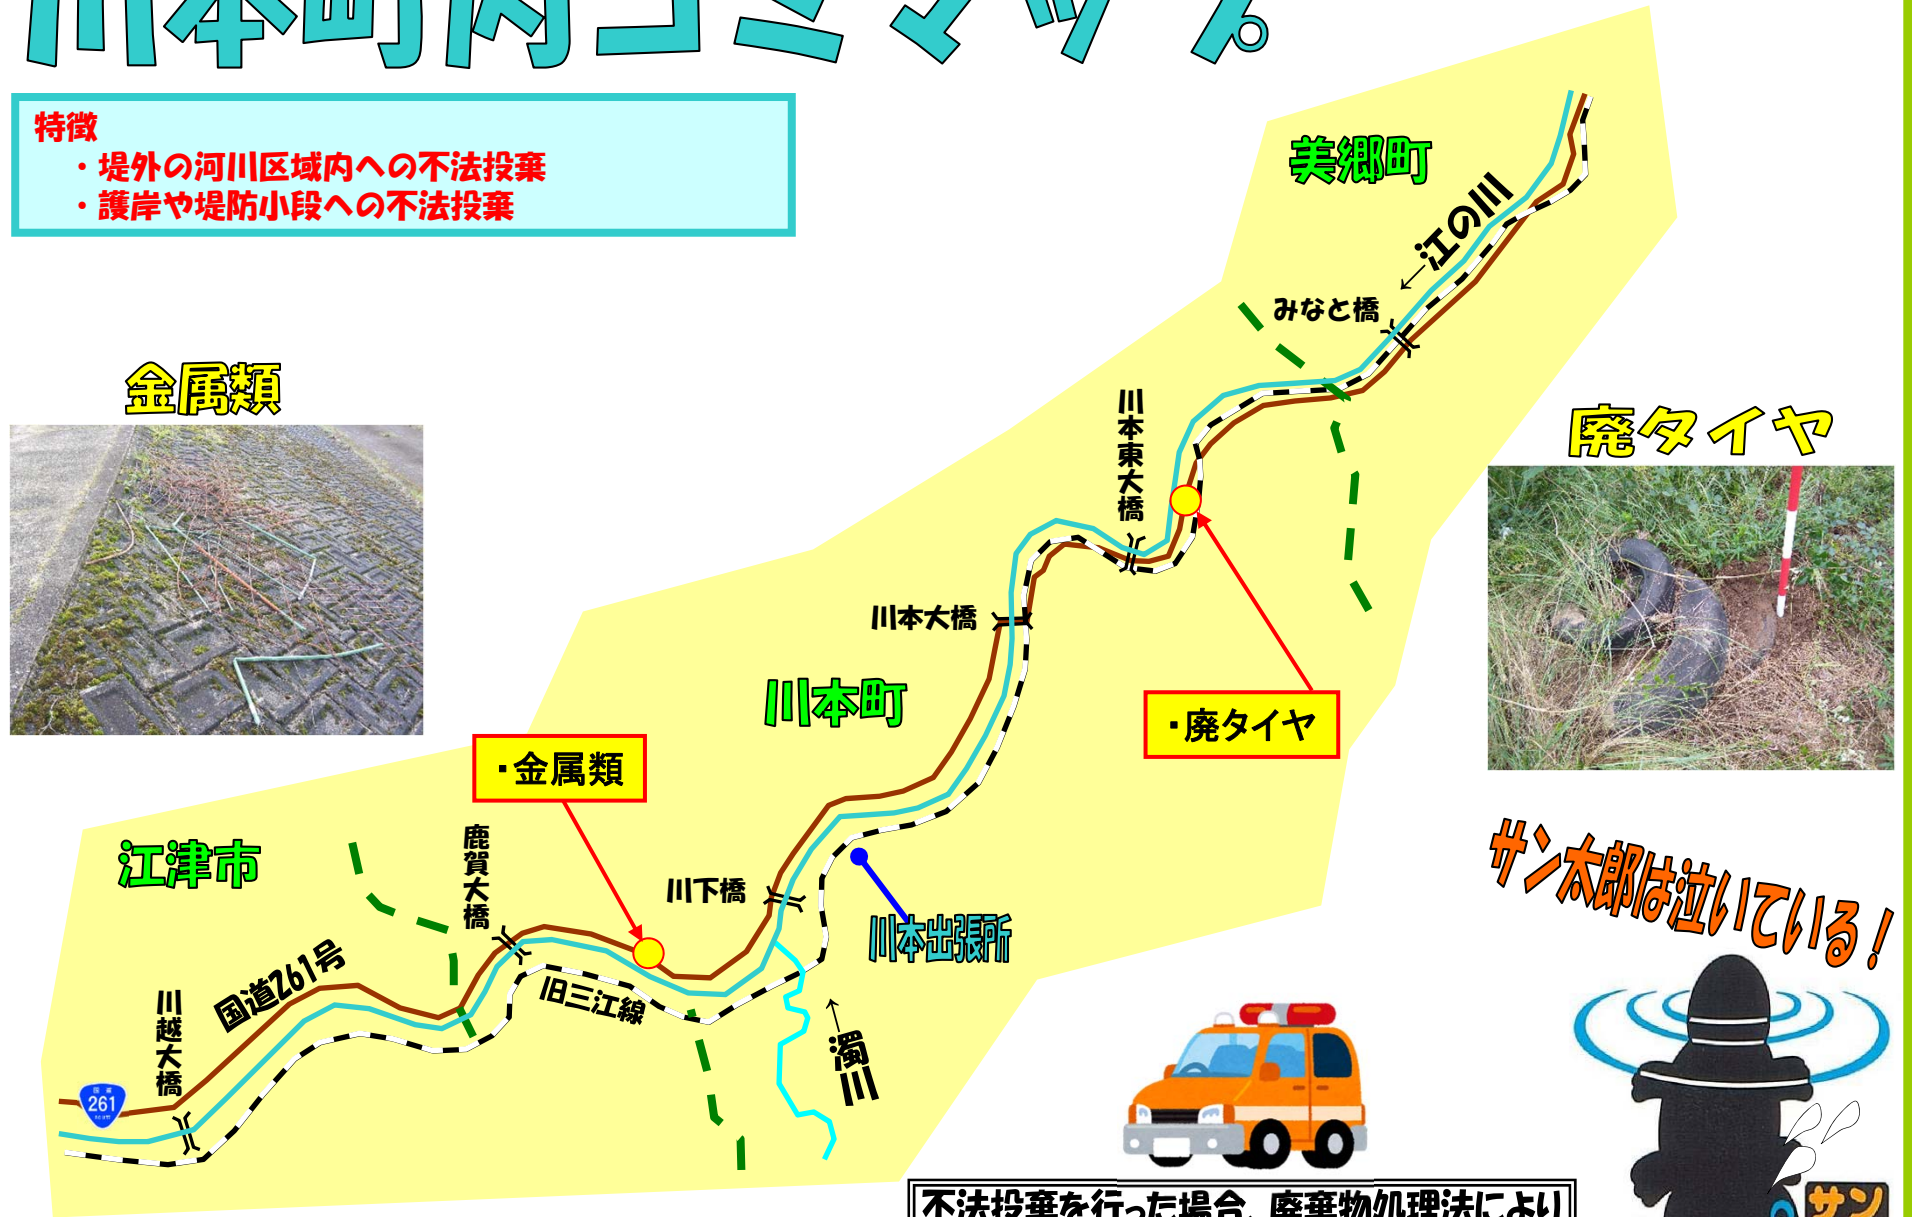 川本町内ゴミマップ
特徴
・堤外の河川区域内への不法投棄
・護岸や堤防小段への不法投棄
美郷町
←江の川
みなと橋
金属類
川本東大橋
廃タイヤ
川本大橋
川本町
・廃タイヤ
・金属類
江津市
鹿賀大橋
川下橋
川本出張所
サン太郎は泣いている!
国道261号
旧三江線
川越大橋
←濁川
国道
261
不法投棄を行った場合、廃棄物処理法により
サン